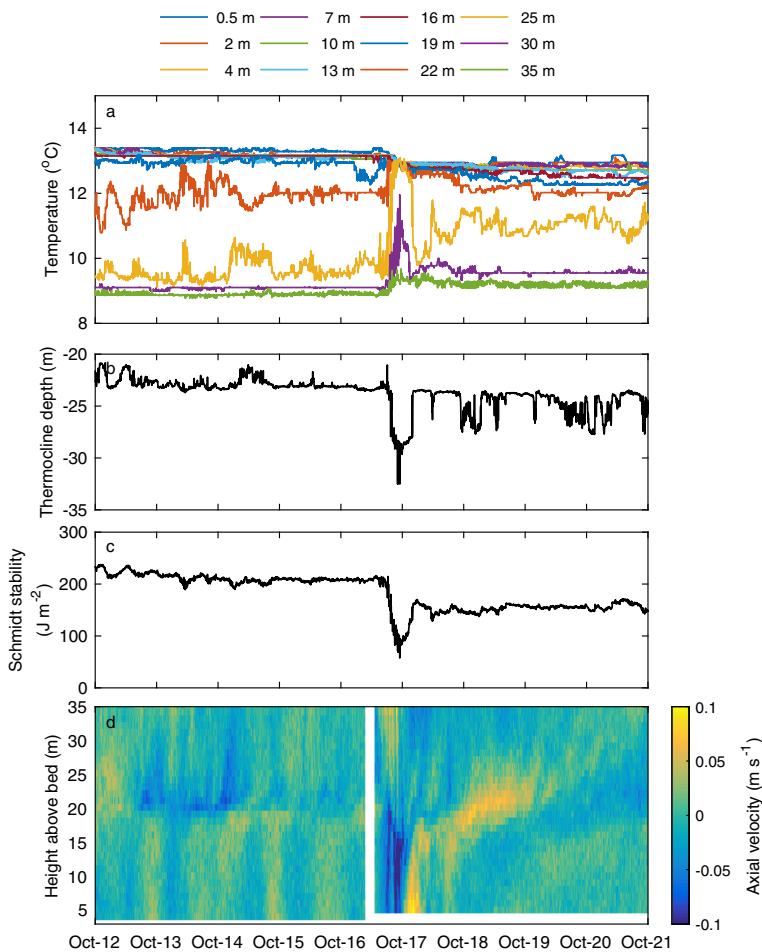 0.5 m 7 m 16 m 25 m
2 m 10 m 19 m 30 m
4 m 13 m 22 m 35 m
a
14
12
10
8
Temperature (°C)
b
-20
-25
-30
-35
Thermocline depth (m)
c
300
200
100
0
Schmidt stability
(J m-2)
d
35
30
25
20
15
10
5
Height above bed (m)
0.1
0.05
0
-0.05
-0.1
Axial velocity (m s-1)
Oct-12 Oct-13 Oct-14 Oct-15 Oct-16 Oct-17 Oct-18 Oct-19 Oct-20 Oct-21